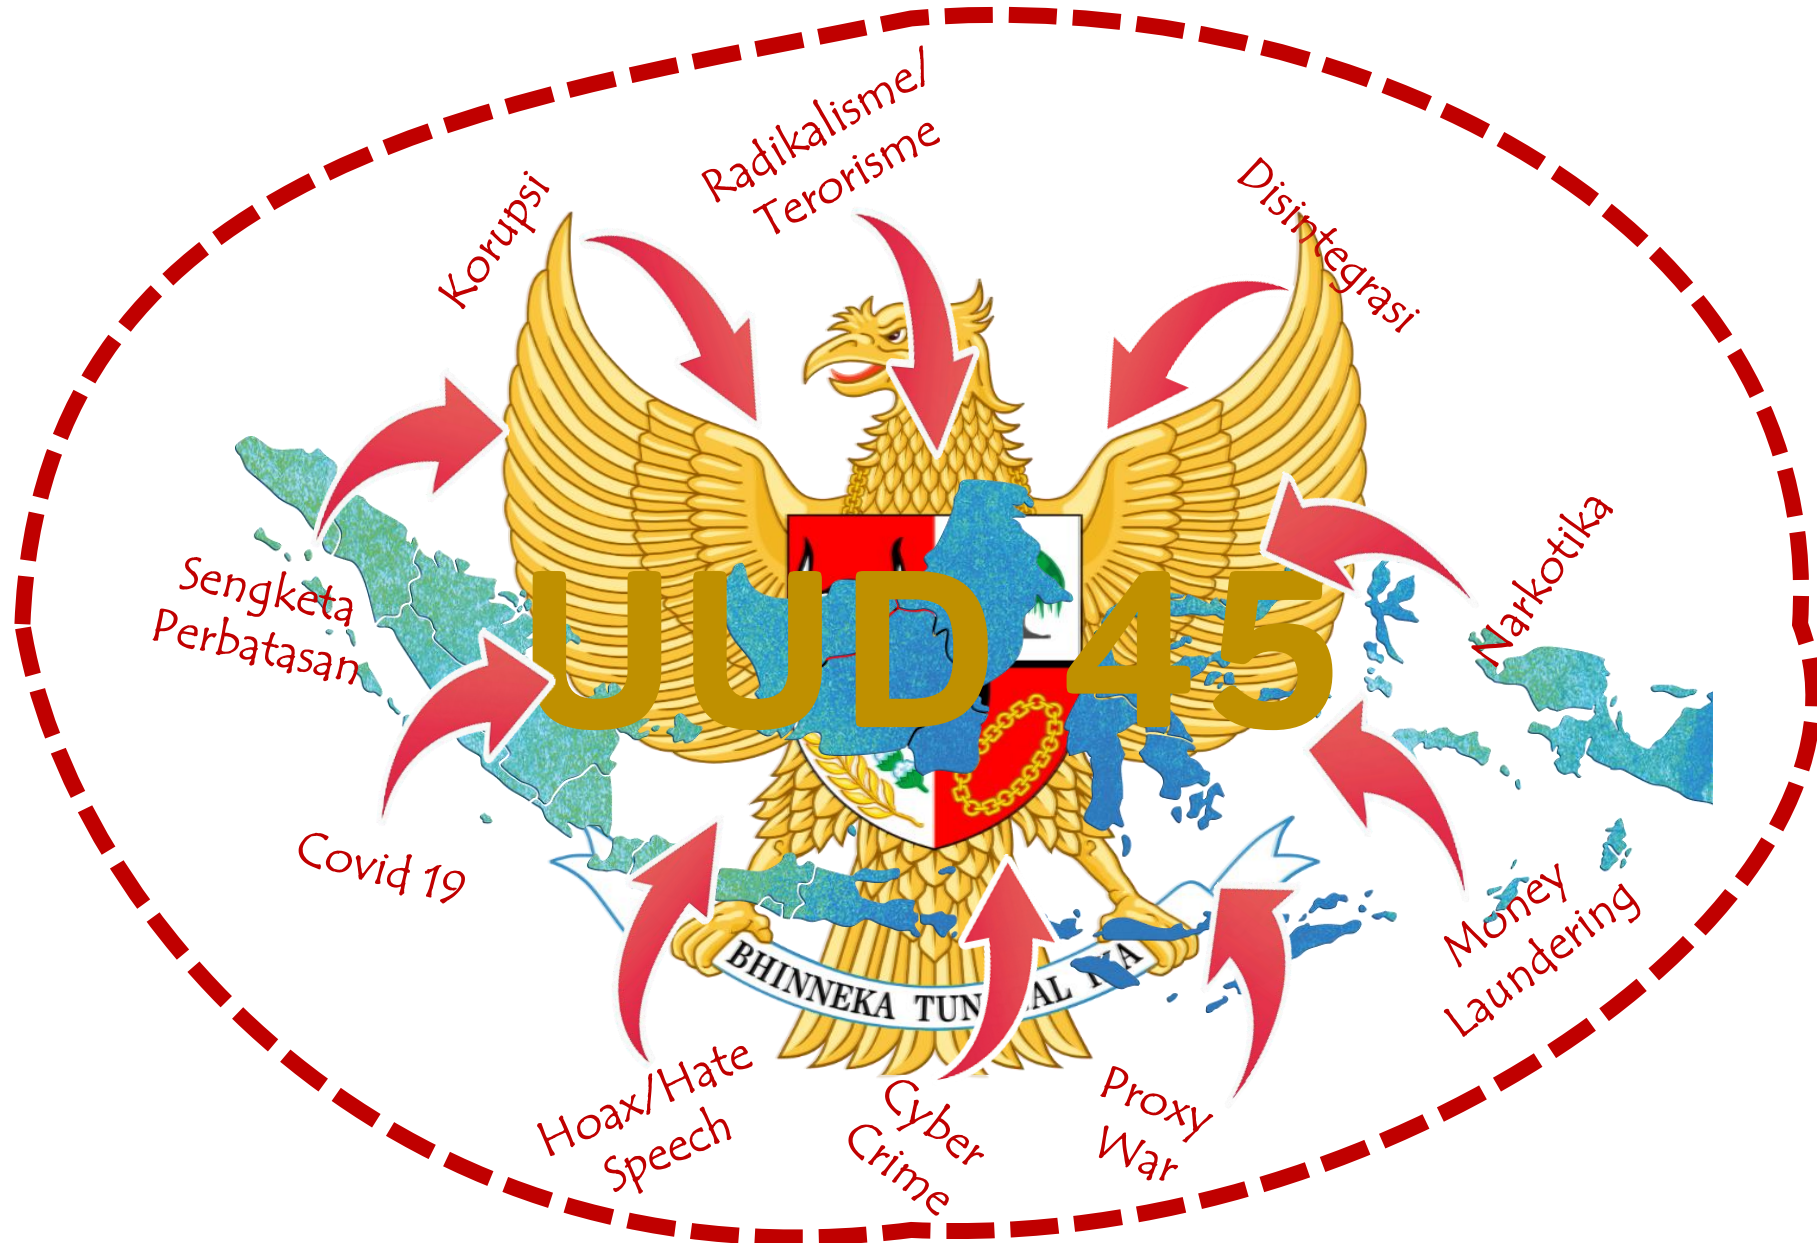 Radikalisme/
Terorisme
Korupsi
Disintegrasi
Sengketa
Perbatasan
Narkotika
UUD 45
Covid 19
Money
Laundering
BHINNEKA TUN AL
Hoax/Hate
Speech
Cyber
Crime
Proxy
War